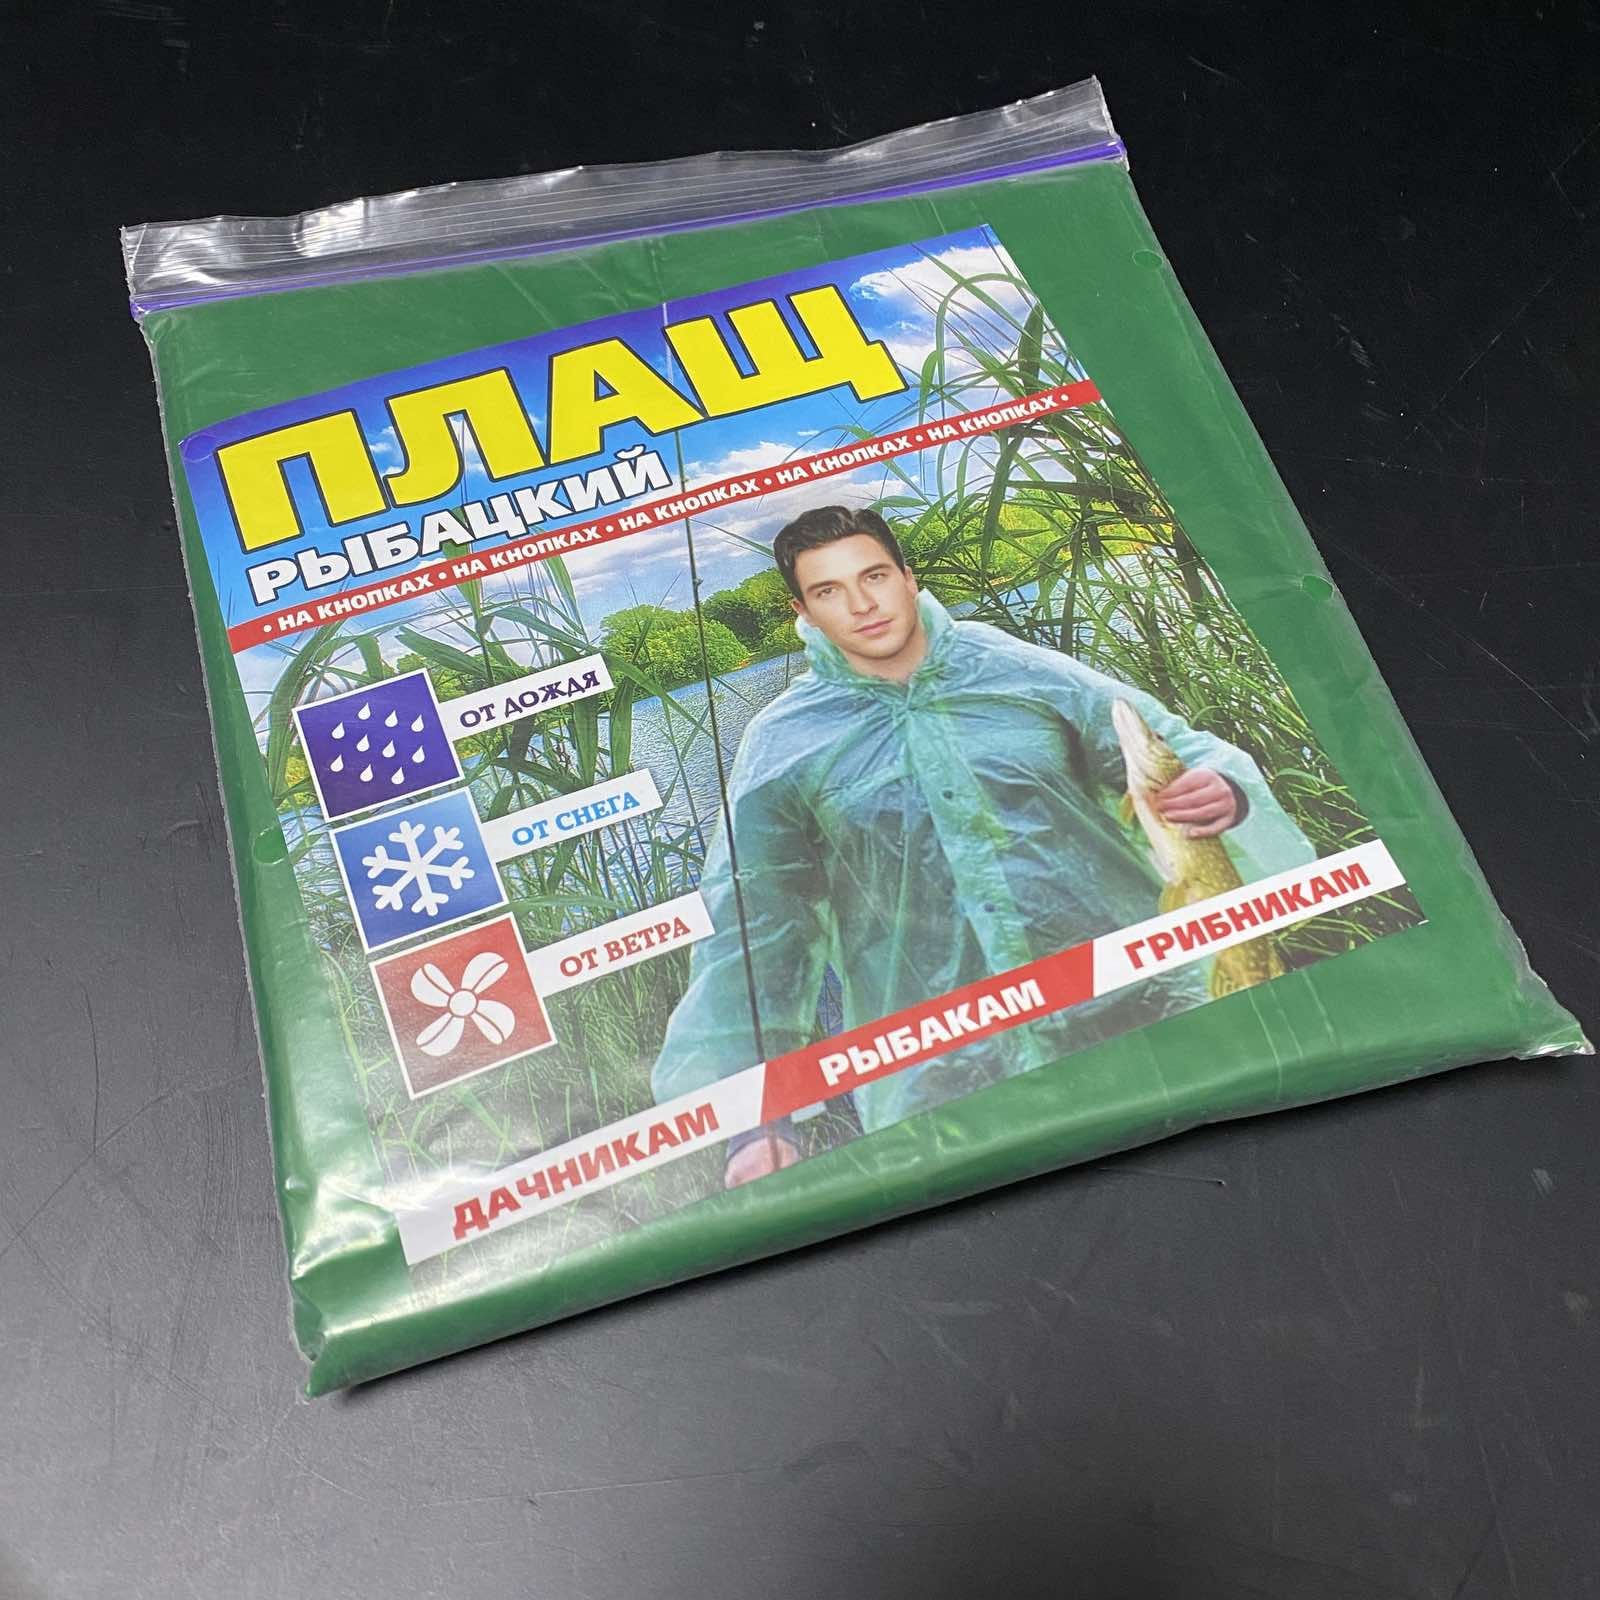 ПЛАЩ
РЫБАЦКИЙ
• НА КНОПКАХ • НА КНОПКАХ • НА КНОПКАХ • НА КНОПКАХ • НА КНОПКАХ •
ОТ ДОЖДЯ
ОТ СНЕГА
ОТ ВЕТРА
ДАЧНИКАМ РЫБАКАМ ГРИБНИКАМ